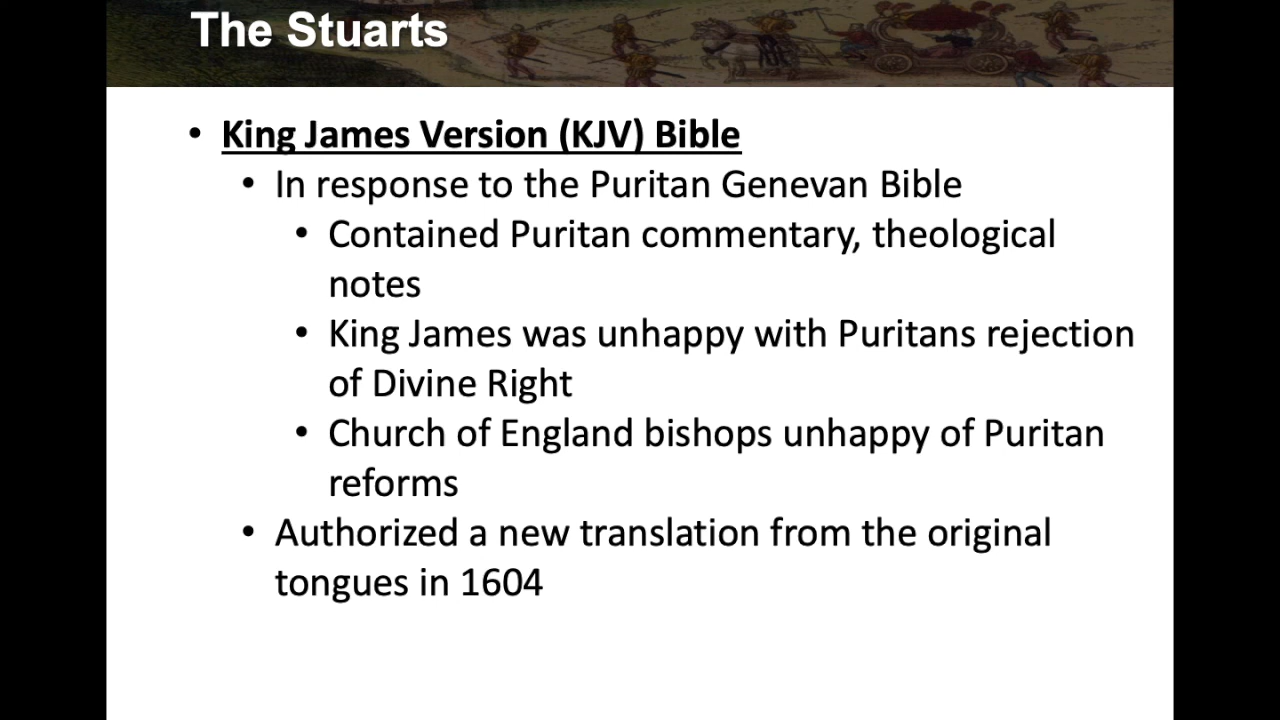 The Stuarts
• King James Version (KJV) Bible
• In response to the Puritan Genevan Bible
• Contained Puritan commentary, theological
notes
• King James was unhappy with Puritans rejection
of Divine Right
• Church of England bishops unhappy of Puritan
reforms
• Authorized a new translation from the original
tongues in 1604